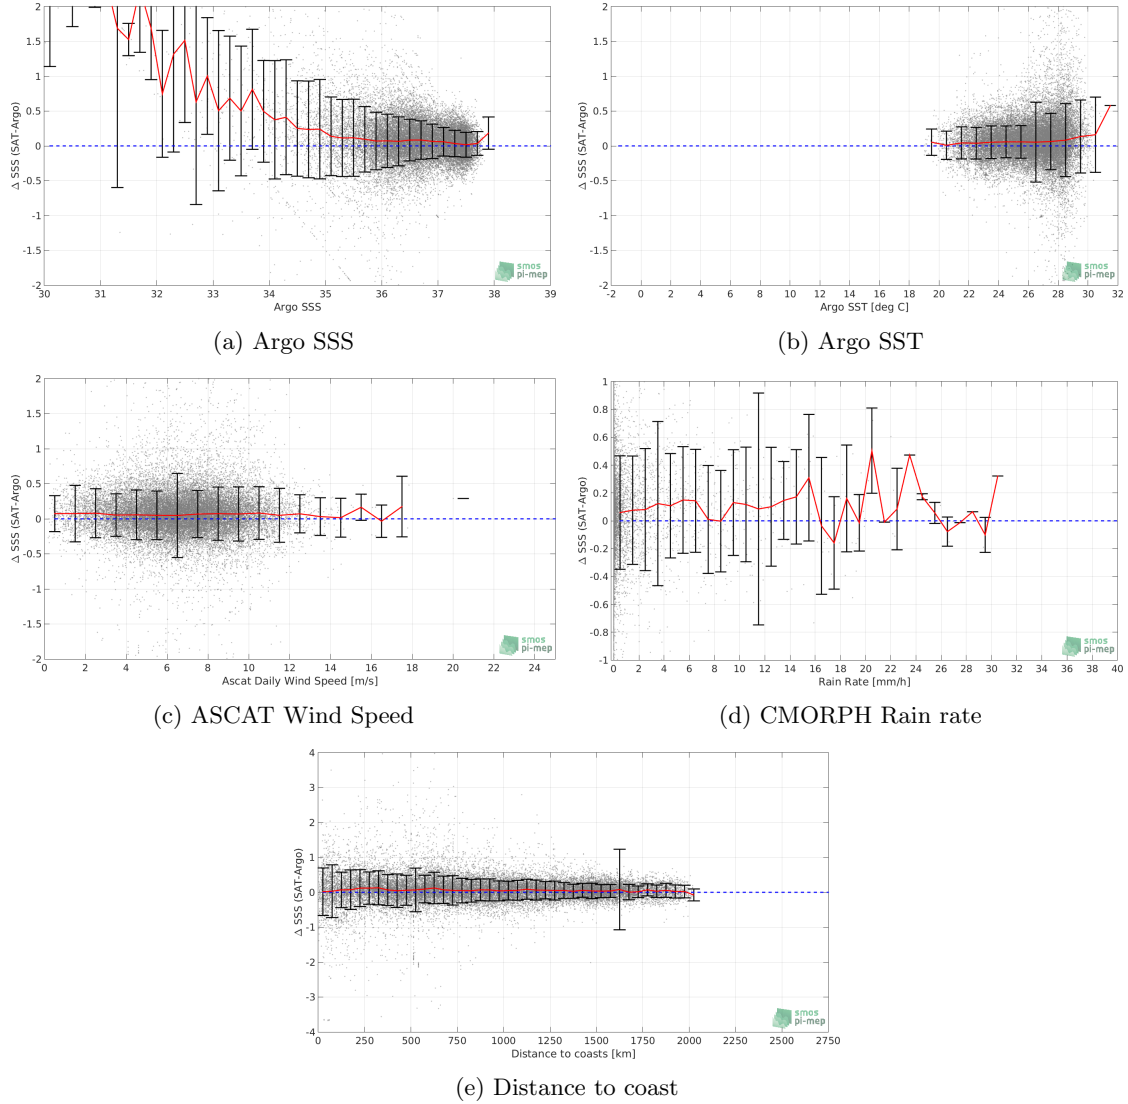 2
1.5
1
0.5
0
-0.5
-1
-1.5
-2
Δ SSS (SAT-Argo)
30 31 32 33 34 35 36 37 38 39
Argo SSS
smos
pi-mep
(a) Argo SSS
2
1.5
1
0.5
0
-0.5
-1
-1.5
-2
Δ SSS (SAT-Argo)
-2 0 2 4 6 8 10 12 14 16 18 20 22 24 26 28 30 32
Argo SST [deg C]
smos
pi-mep
(b) Argo SST
2
1.5
1
0.5
0
-0.5
-1
-1.5
-2
Δ SSS (SAT-Argo)
0 2 4 6 8 10 12 14 16 18 20 22 24
Ascat Daily Wind Speed [m/s]
smos
pi-mep
(c) ASCAT Wind Speed
1
0.8
0.6
0.4
0.2
0
-0.2
-0.4
-0.6
-0.8
-1
Δ SSS (SAT-Argo)
0 2 4 6 8 10 12 14 16 18 20 22 24 26 28 30 32 34 36 38 40
Rain Rate [mm/h]
smos
pi-mep
(d) CMORPH Rain rate
4
3
2
1
0
-1
-2
-3
-4
Δ SSS (SAT-Argo)
0 250 500 750 1000 1250 1500 1750 2000 2250 2500 2750
Distance to coasts [km]
smos
pi-mep
(e) Distance to coast